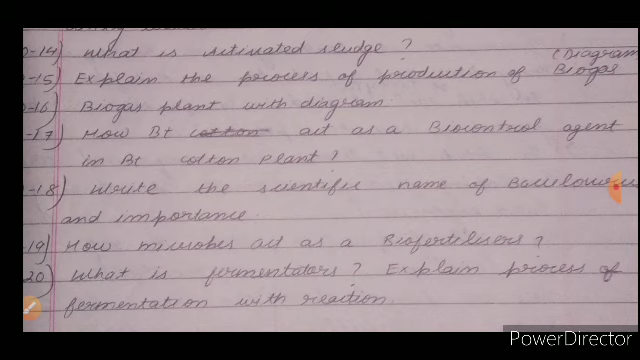 -14) What is activated sludge ?
(Diagram
-15) Explain the process of production of Biogas
-16) Biogas plant with diagram
-17) How Bt cotton act as a Biocontrol agent
in Bt cotton plant ?
-18) Write the scientific name of
and importance.
19) How microbes act as a Biofertilisers ?
20) What is fermentators ? Explain process of
fermentation with reaction.
PowerDirector